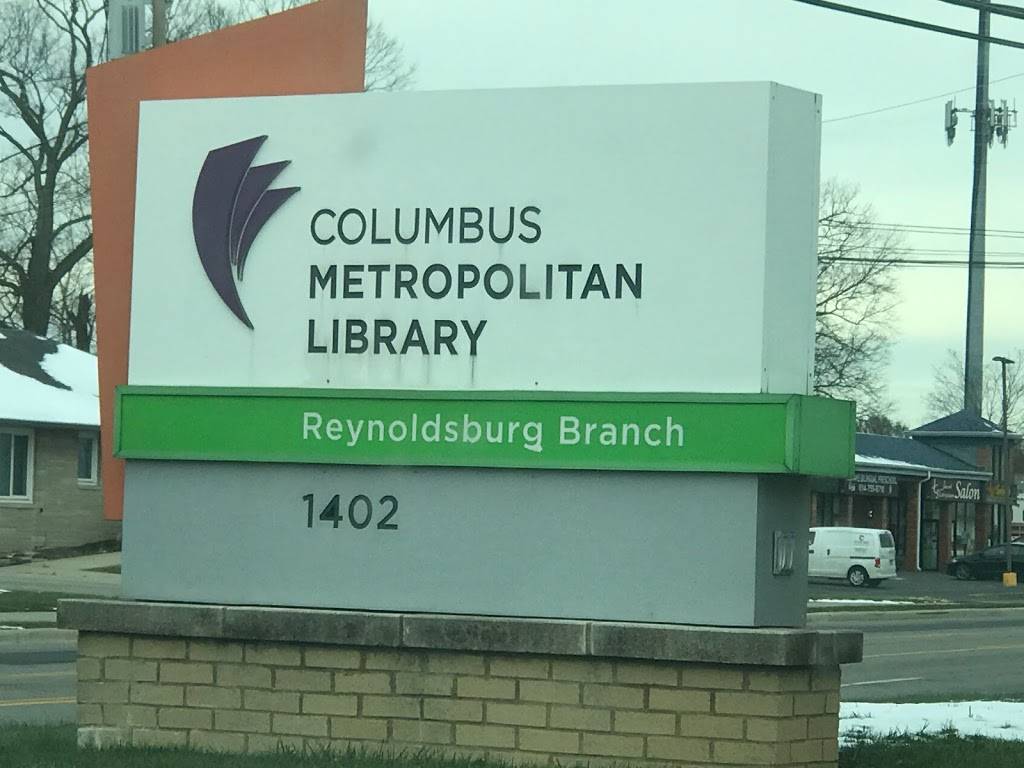 COLUMBUS
METROPOLITAN
LIBRARY
Reynoldsburg Branch
1402
Salon